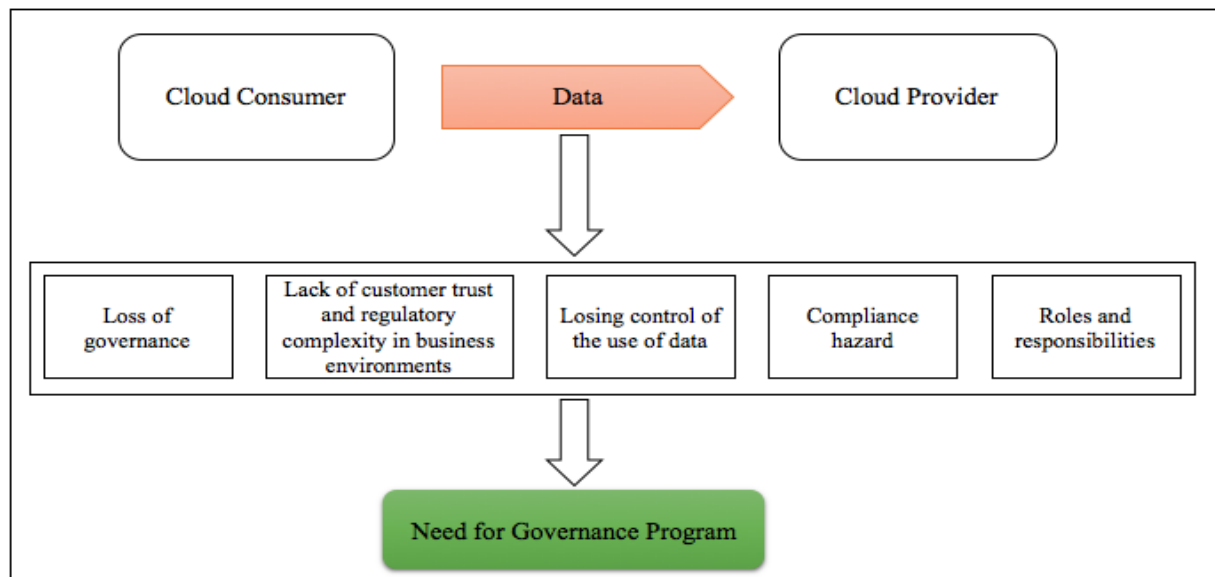 Cloud Consumer
Data
Cloud Provider
Loss of
governance
Lack of customer trust
and regulatory
complexity in business
environments
Losing control of
the use of data
Compliance
hazard
Roles and
responsibilities
Need for Governance Program